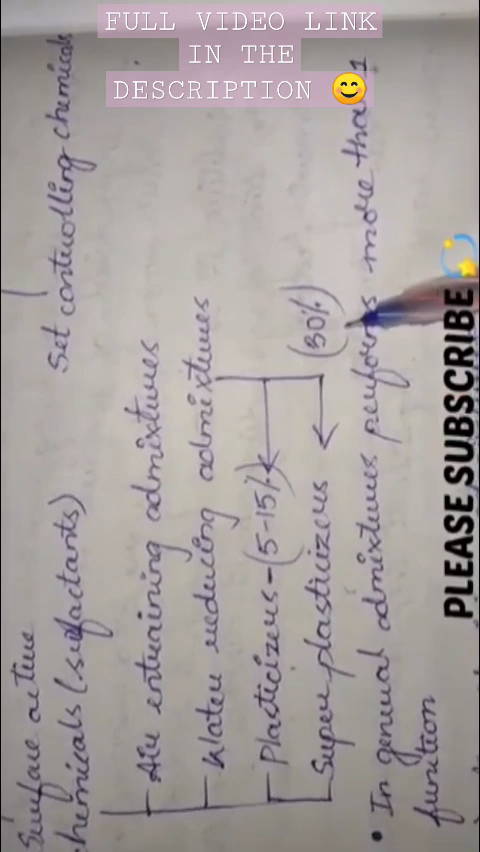 FULL VIDEO LINK
IN THE
DESCRIPTION 😊
Surface active
chemicals (surfactants)
Set controlling chemicals
Air entraining admixtures
Water reducing admixtures
Plasticizers - (5-15%)
Super plasticizers
(30%)
• In general admixtures performs more than 1
function
PLEASE SUBSCRIBE